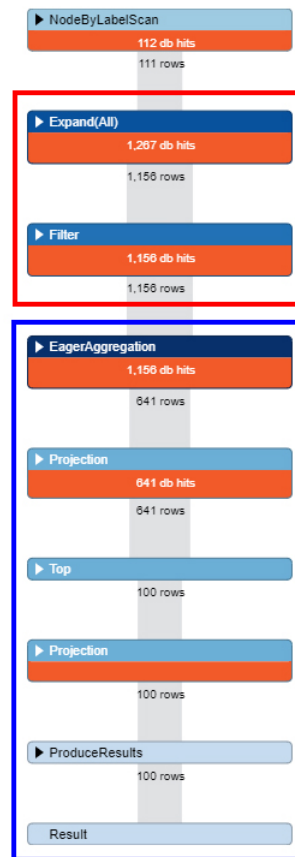 NodeByLabelScan
112 db hits
111 rows
Expand(All)
1,267 db hits
1,156 rows
Filter
1,156 db hits
1,156 rows
EagerAggregation
1,156 db hits
641 rows
Projection
641 db hits
641 rows
Top
100 rows
Projection
100 rows
ProduceResults
100 rows
Result